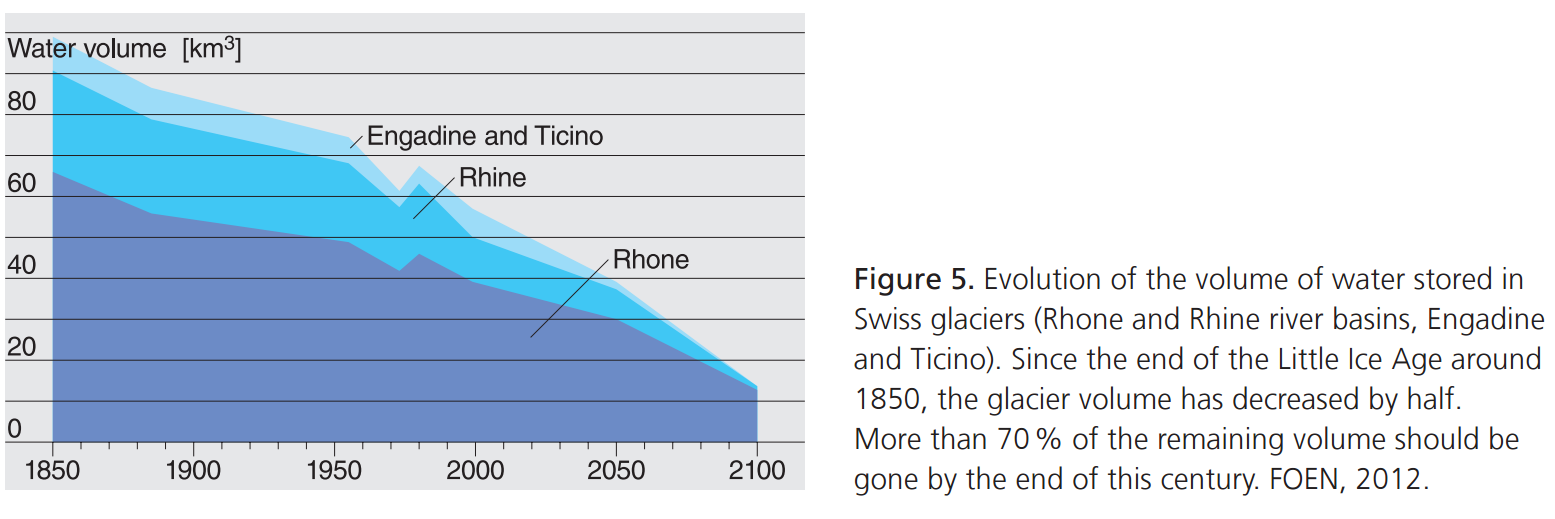 Water volume [km³]
80
Engadine and Ticino
Rhine
60
Rhone
40
20
0
1850 1900 1950 2000 2050 2100
Figure 5. Evolution of the volume of water stored in
Swiss glaciers (Rhone and Rhine river basins, Engadine
and Ticino). Since the end of the Little Ice Age around
1850, the glacier volume has decreased by half.
More than 70 % of the remaining volume should be
gone by the end of this century. FOEN, 2012.